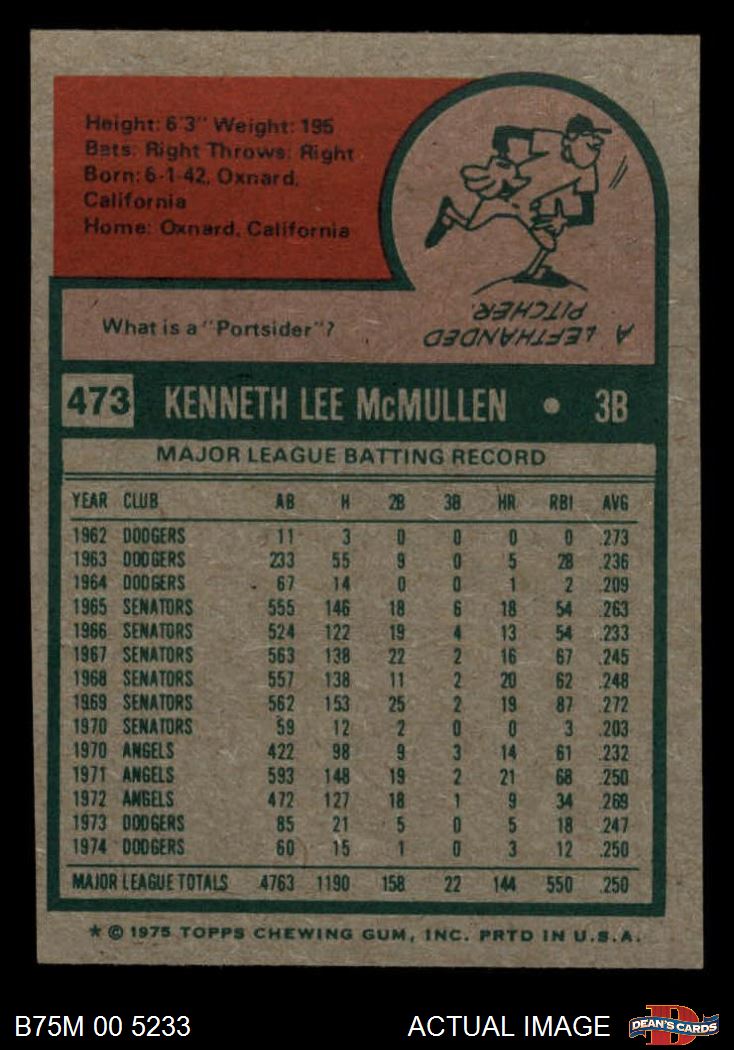 Height: 6'3" Weight: 195
Bats: Right Throws: Right
Born: 6-1-42, Oxnard,
California
Home: Oxnard, California
What is a "Portsider"?
A LEFTHANDED
PITCHER.
473 KENNETH LEE McMULLEN • 3B
MAJOR LEAGUE BATTING RECORD
YEAR CLUB AB H 2B 3B HR RBI AVG
1962 DODGERS 11 3 0 0 0 0 .273
1963 DODGERS 233 55 9 0 5 28 .236
1964 DODGERS 67 14 0 0 1 2 .209
1965 SENATORS 555 146 18 6 18 54 .263
1966 SENATORS 524 122 19 4 13 54 .233
1967 SENATORS 563 138 22 2 16 67 .245
1968 SENATORS 557 138 11 2 20 62 .248
1969 SENATORS 562 153 25 2 19 87 .272
1970 SENATORS 59 12 2 0 0 3 .203
1970 ANGELS 422 98 9 3 14 61 .232
1971 ANGELS 593 148 19 2 21 68 .250
1972 ANGELS 472 127 18 1 9 34 .269
1973 DODGERS 85 21 5 0 5 18 .247
1974 DODGERS 60 15 1 0 3 12 .250
MAJOR LEAGUE TOTALS 4763 1190 158 22 144 550 .250
* © 1975 TOPPS CHEWING GUM, INC. PRTD IN U.S.A.
B75M 00 5233 ACTUAL IMAGE DEAN'S CARDS